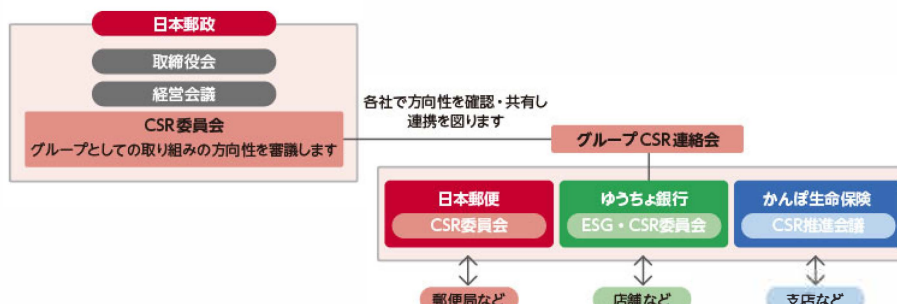 日本郵政
取締役会
経営会議
CSR委員会
グループとしての取り組みの方向性を審議します
各社で方向性を確認・共有し
連携を図ります
グループCSR連絡会
日本郵便
CSR委員会
ゆうちょ銀行
ESG・CSR委員会
かんぽ生命保険
CSR推進会議
郵便局など
店舗など
支店など